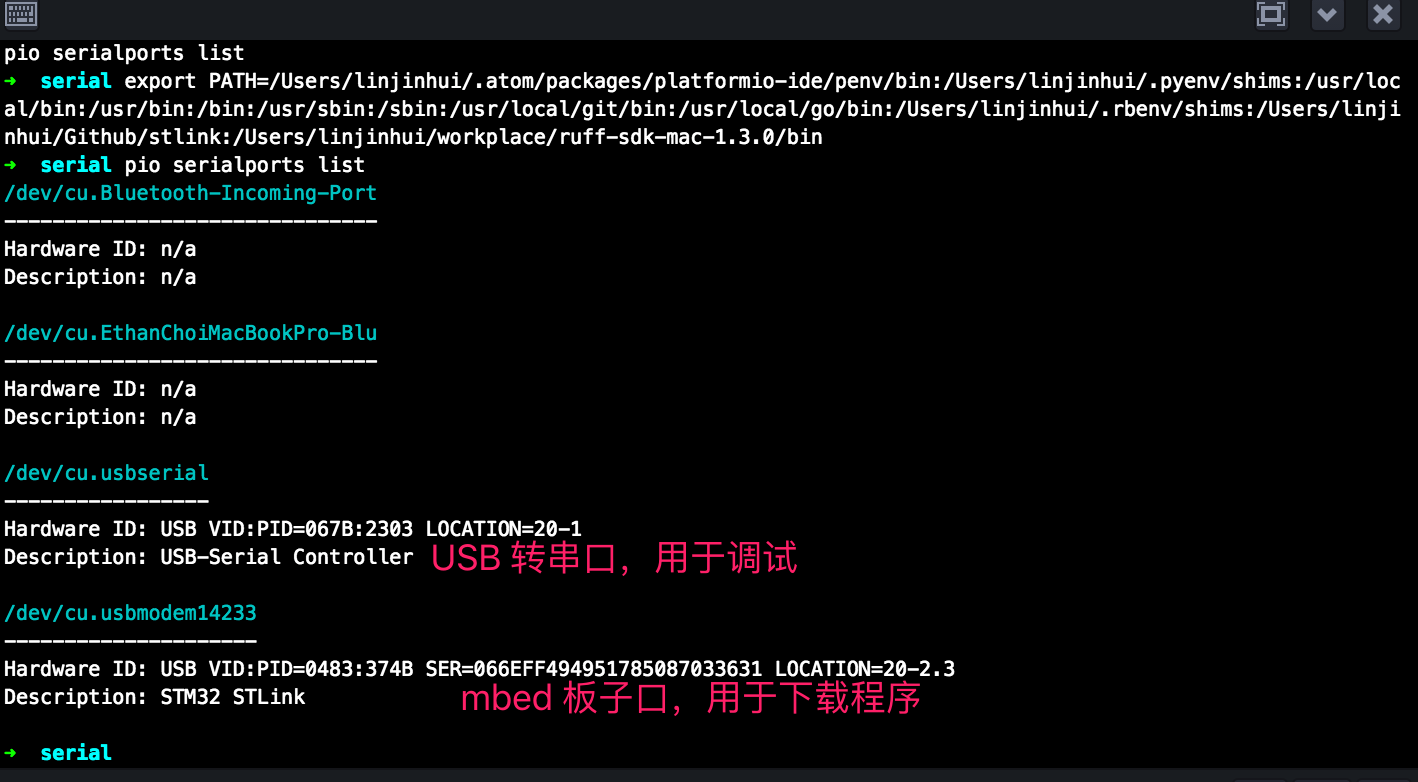 pio serialports list
➜  serial export PATH=/Users/linjinhui/.atom/packages/platformio-ide/penv/bin:/Users/linjinhui/.pyenv/shims:/usr/loc
al/bin:/usr/bin:/bin:/usr/sbin:/sbin:/usr/local/git/bin:/usr/local/go/bin:/Users/linjinhui/.rbenv/shims:/Users/linji
nhui/Github/stlink:/Users/linjinhui/workplace/ruff-sdk-mac-1.3.0/bin
➜  serial pio serialports list
/dev/cu.Bluetooth-Incoming-Port
-------------------------------
Hardware ID: n/a
Description: n/a
/dev/cu.EthanChoiMacBookPro-Blu
-------------------------------
Hardware ID: n/a
Description: n/a
/dev/cu.usbserial
-----------------
Hardware ID: USB VID:PID=067B:2303 LOCATION=20-1
Description: USB-Serial Controller USB 转串口，用于调试
/dev/cu.usbmodem14233
---------------------
Hardware ID: USB VID:PID=0483:374B SER=066EFF494951785087033631 LOCATION=20-2.3
Description: STM32 STLink mbed 板子口，用于下载程序
➜  serial